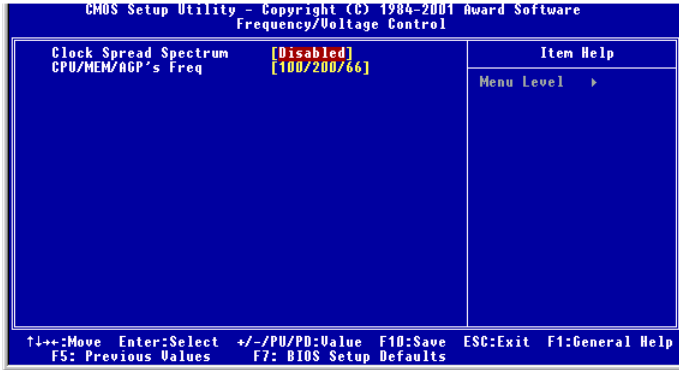 CMOS Setup Utility - Copyright (C) 1984-2001 Award Software
Frequency/Voltage Control
Clock Spread Spectrum [Disabled]
CPU/MEM/AGP's Freq [100/200/66]
Item Help
Menu Level ▸
↑↓→←:Move Enter:Select +/-/PU/PD:Value F10:Save ESC:Exit F1:General Help
F5: Previous Values F7: BIOS Setup Defaults